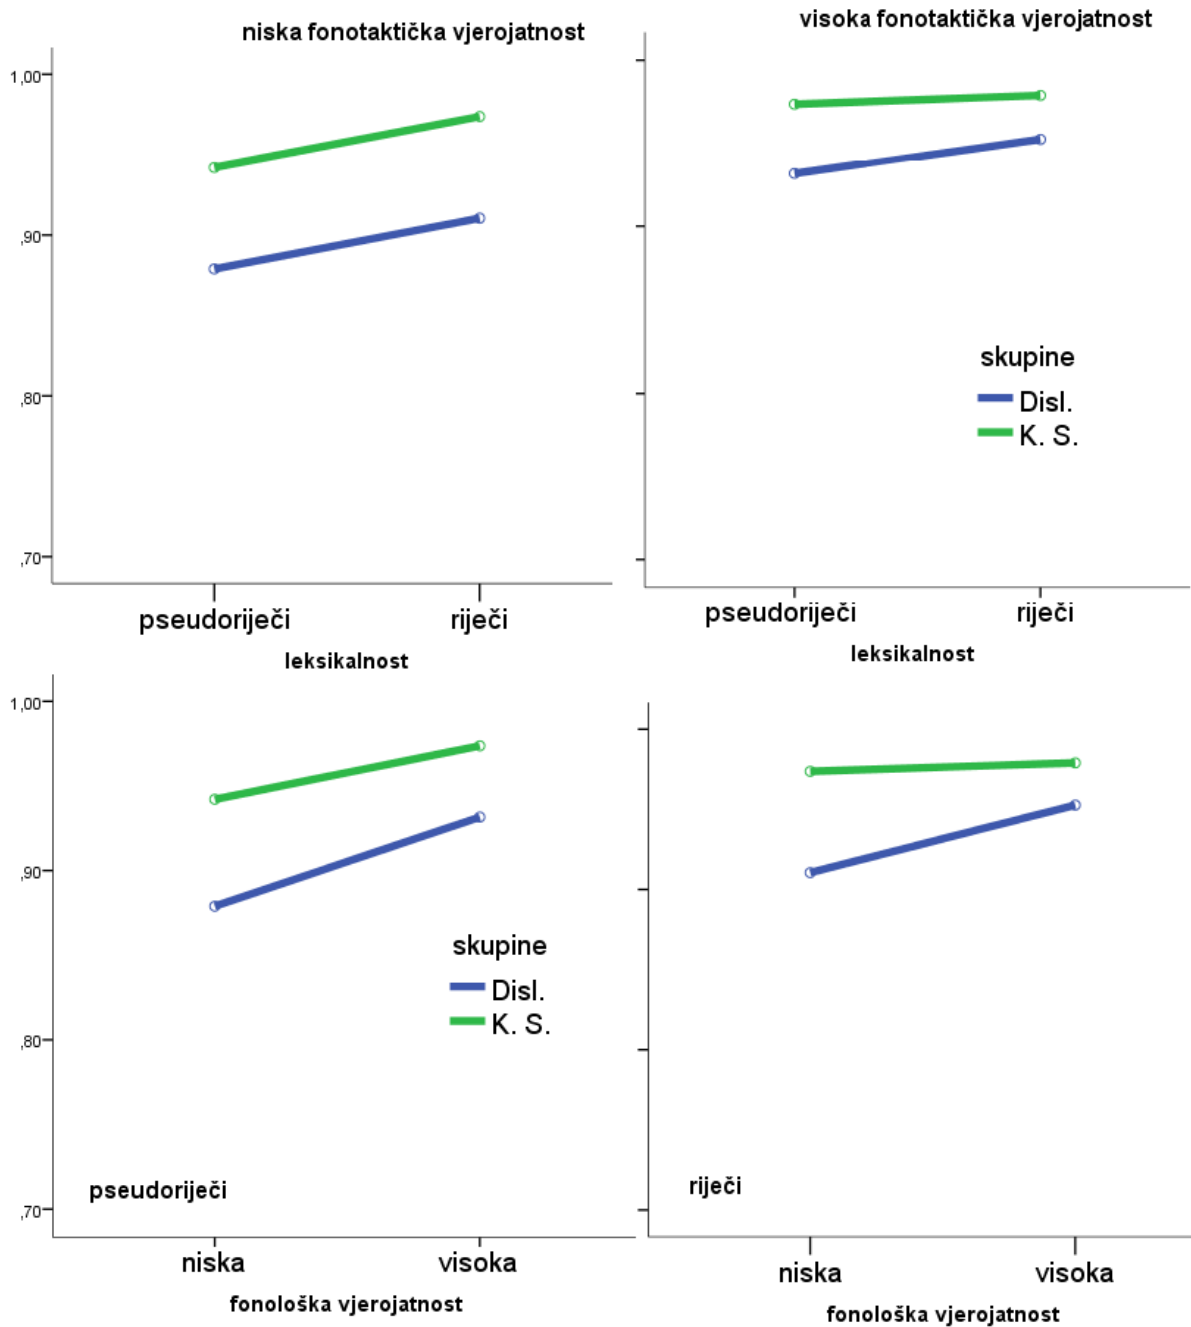 niska fonotaktička vjerojatnost
1,00
,90
,80
,70
pseudoriječi
riječi
leksikalnost
visoka fonotaktička vjerojatnost
skupine
Disl.
K. S.
pseudoriječi
riječi
leksikalnost
1,00
,90
,80
,70
skupine
Disl.
K. S.
pseudoriječi
niska
visoka
fonološka vjerojatnost
riječi
niska
visoka
fonološka vjerojatnost